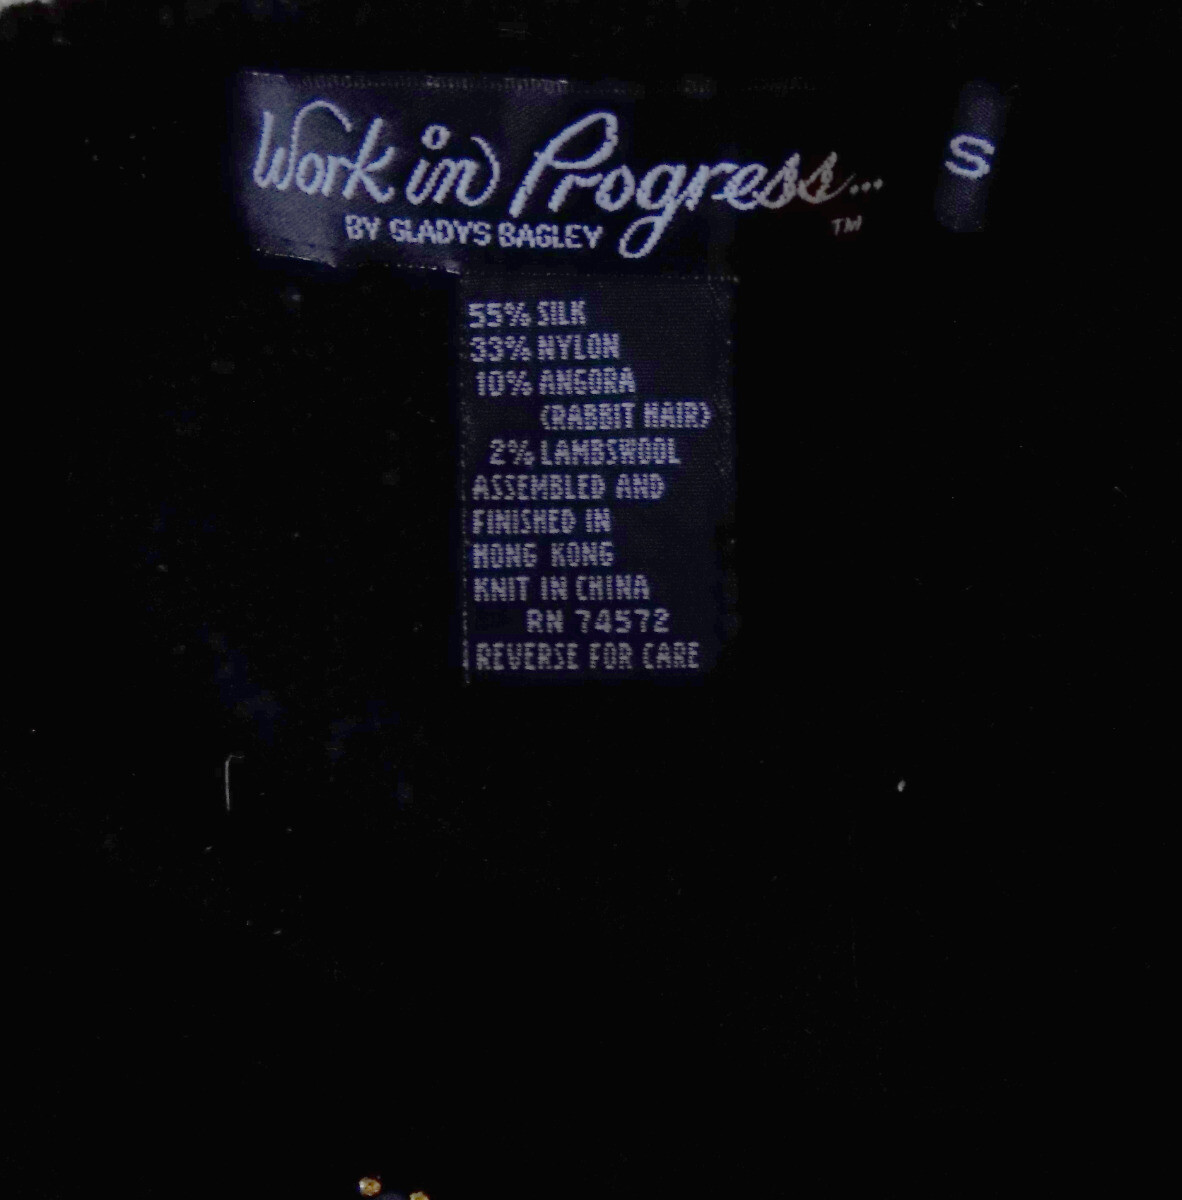 Work in Progress...
TM
BY GLADYS BAGLEY
S
55% SILK
33% NYLON
10% ANGORA
(RABBIT HAIR)
2% LAMBSWOOL
ASSEMBLED AND
FINISHED IN
HONG KONG
KNIT IN CHINA
RN 74572
REVERSE FOR CARE